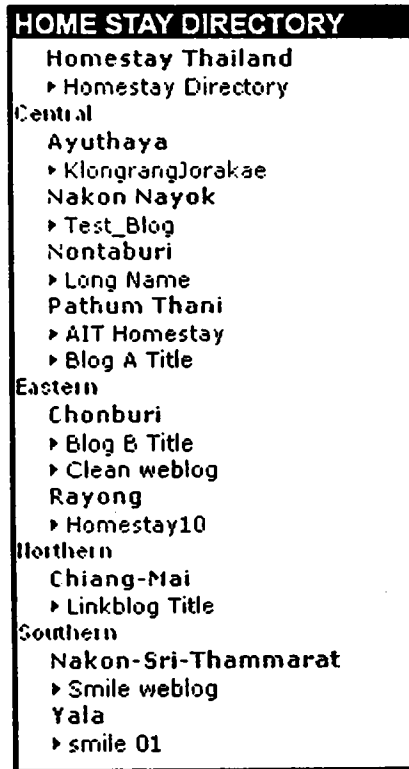 HOME STAY DIRECTORY
Homestay Thailand
▸ Homestay Directory
Central
Ayuthaya
▸ KlongrangJorakae
Nakon Nayok
▸ Test_Blog
Nontaburi
▸ Long Name
Pathum Thani
▸ AIT Homestay
▸ Blog A Title
Eastern
Chonburi
▸ Blog B Title
▸ Clean weblog
Rayong
▸ Homestay10
Northern
Chiang-Mai
▸ Linkblog Title
Southern
Nakon-Sri-Thammarat
▸ Smile weblog
Yala
▸ smile 01